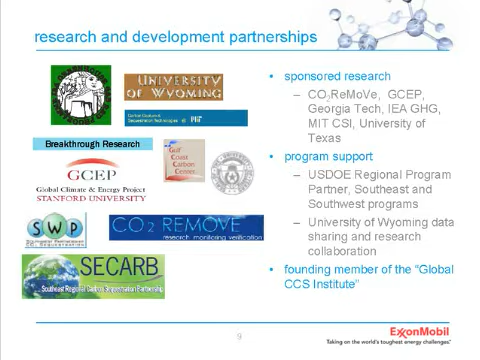 research and development partnerships
UNIVERSITY
OF WYOMING
Carbon Capture &
Sequestration Technologies @ MIT
Breakthrough Research
GCEP
Global Climate & Energy Project
STANFORD UNIVERSITY
Gulf
Coast
Carbon
Center
SWP
CO2 REMOVE
research monitoring verification
SECARB
Southeast Regional Carbon Sequestration Partnership
• sponsored research
– CO2ReMoVe, GCEP,
Georgia Tech, IEA GHG,
MIT CSI, University of
Texas
• program support
– USDOE Regional Program
Partner, Southeast and
Southwest programs
– University of Wyoming data
sharing and research
collaboration
• founding member of the “Global
CCS Institute”
9
ExxonMobil
Taking on the world's toughest energy challenges.